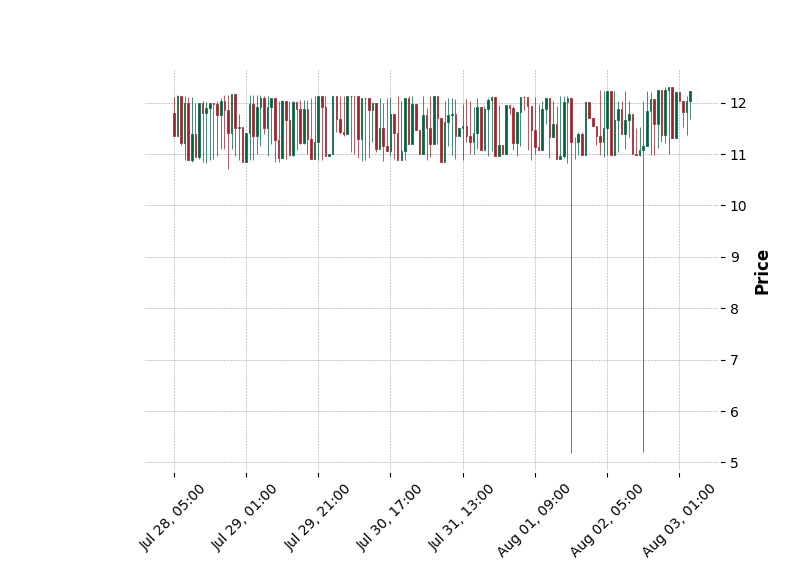 12
11
10
9
8
7
6
5
Price
Jul 28, 05:00
Jul 29, 01:00
Jul 29, 21:00
Jul 30, 17:00
Jul 31, 13:00
Aug 01, 09:00
Aug 02, 05:00
Aug 03, 01:00